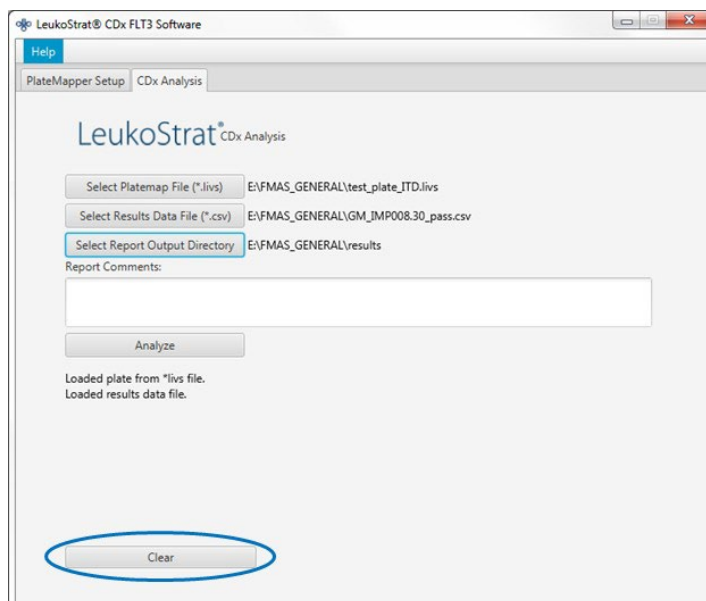 LeukoStrat® CDx FLT3 Software
Help
PlateMapper Setup CDx Analysis
LeukoStrat® CDx Analysis
Select Platemap File (*.livs) E:\FMAS_GENERAL\test_plate_ITD.livs
Select Results Data File (*.csv) E:\FMAS_GENERAL\GM_IMP008.30_pass.csv
Select Report Output Directory E:\FMAS_GENERAL\results
Report Comments:
Analyze
Loaded plate from *livs file.
Loaded results data file.
Clear